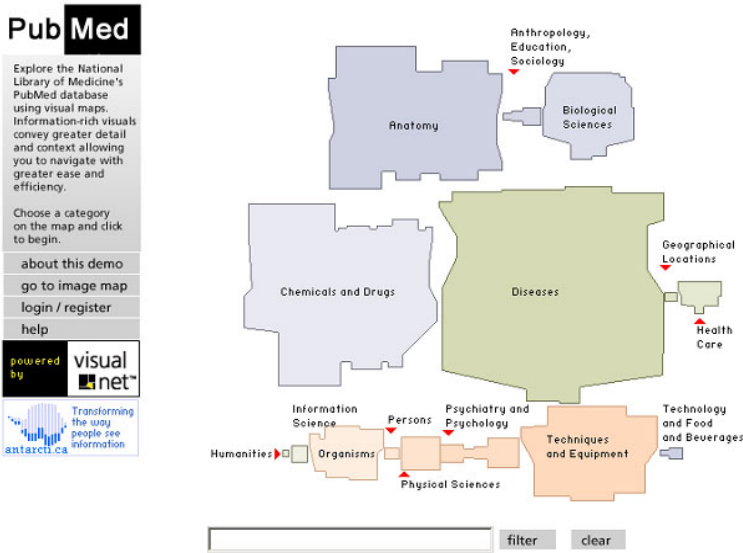 PubMed
Explore the National
Library of Medicine's
PubMed database
using visual maps.
Information-rich visuals
convey greater detail
and context allowing
you to navigate with
greater ease and
efficiency.
Choose a category
on the map and click
to begin.
about this demo
go to image map
login / register
help
powered
by
visual
net™
Transforming
the way
people see
information
antarcti.ca
Anthropology,
Education,
Sociology
Anatomy
Biological
Sciences
Chemicals and Drugs
Diseases
Geographical
Locations
Health
Care
Information
Science
Persons
Psychiatry and
Psychology
Technology
and Food
and Beverages
Humanities
Organisms
Techniques
and Equipment
Physical Sciences
filter
clear